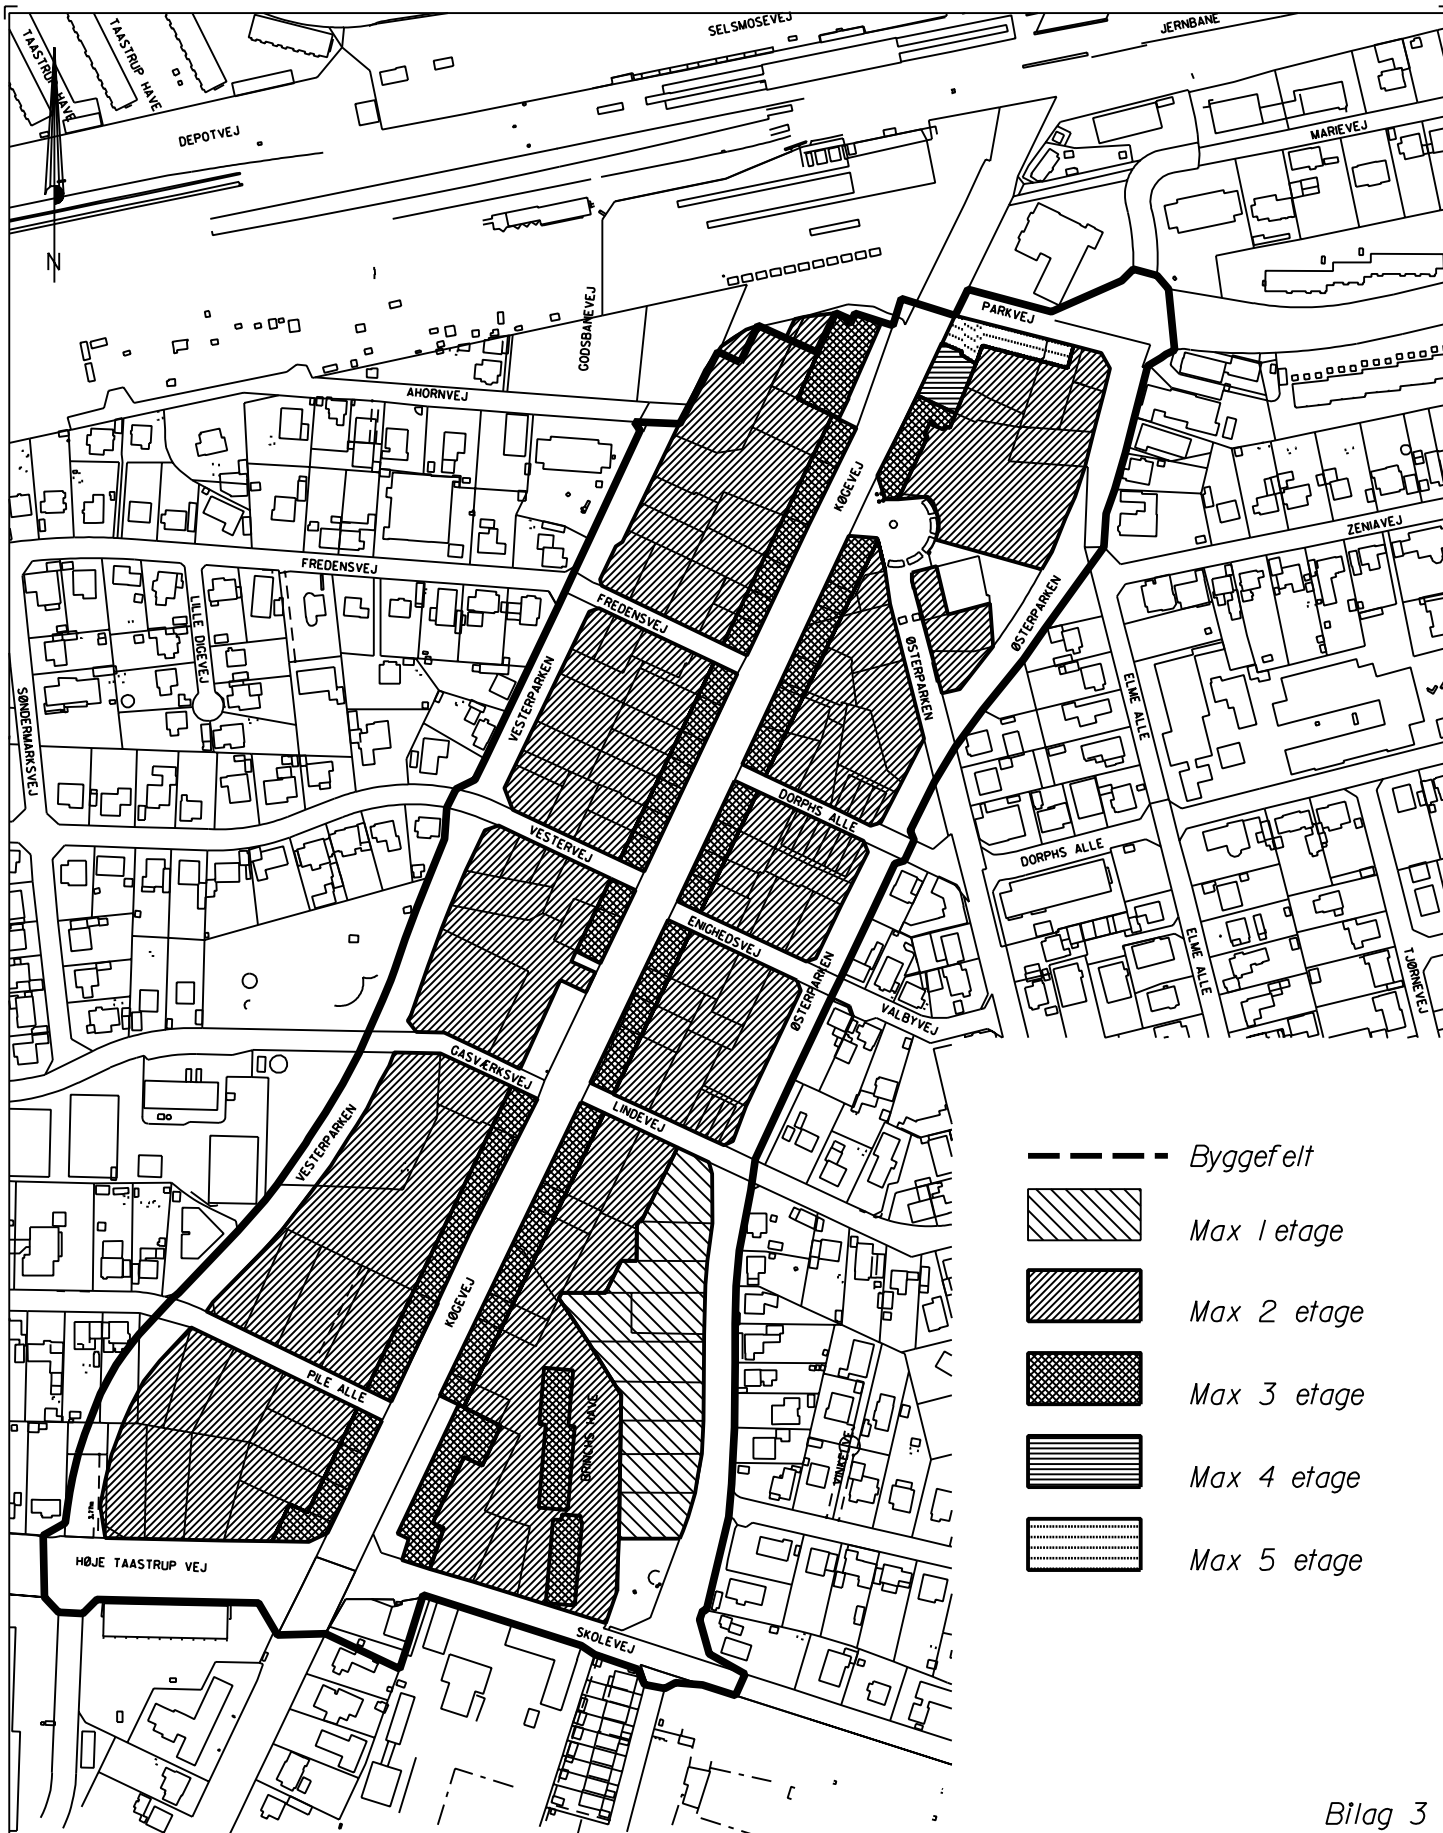 SELSMOSEVEJ
JERNBANE
TAASTRUP HAVE
TAASTRUP HAVE
DEPOTVEJ
MARIEVEJ
N
PARKVEJ
GODSBANEVEJ
AHORNVEJ
KØGEVEJ
ZENIAVEJ
FREDENSVEJ
FREDENSVEJ
LILLE DIGEVEJ
ØSTERPARKEN
ØSTERPARKEN
VESTERPARKEN
SØNDERMARKSVEJ
ELME ALLE
DORPHS ALLE
VESTERVEJ
DORPHS ALLE
ENIGHEDSVEJ
ELME ALLE
TJØRNEVEJ
ØSTERPARKEN
VALBYVEJ
GASVÆRKSVEJ
LINDEVEJ
VESTERPARKEN
Byggefelt
Max 1 etage
KØGEVEJ
Max 2 etage
PILE ALLE
Max 3 etage
Max 4 etage
HØJE TAASTRUP VEJ
Max 5 etage
SKOLEVEJ
Bilag 3